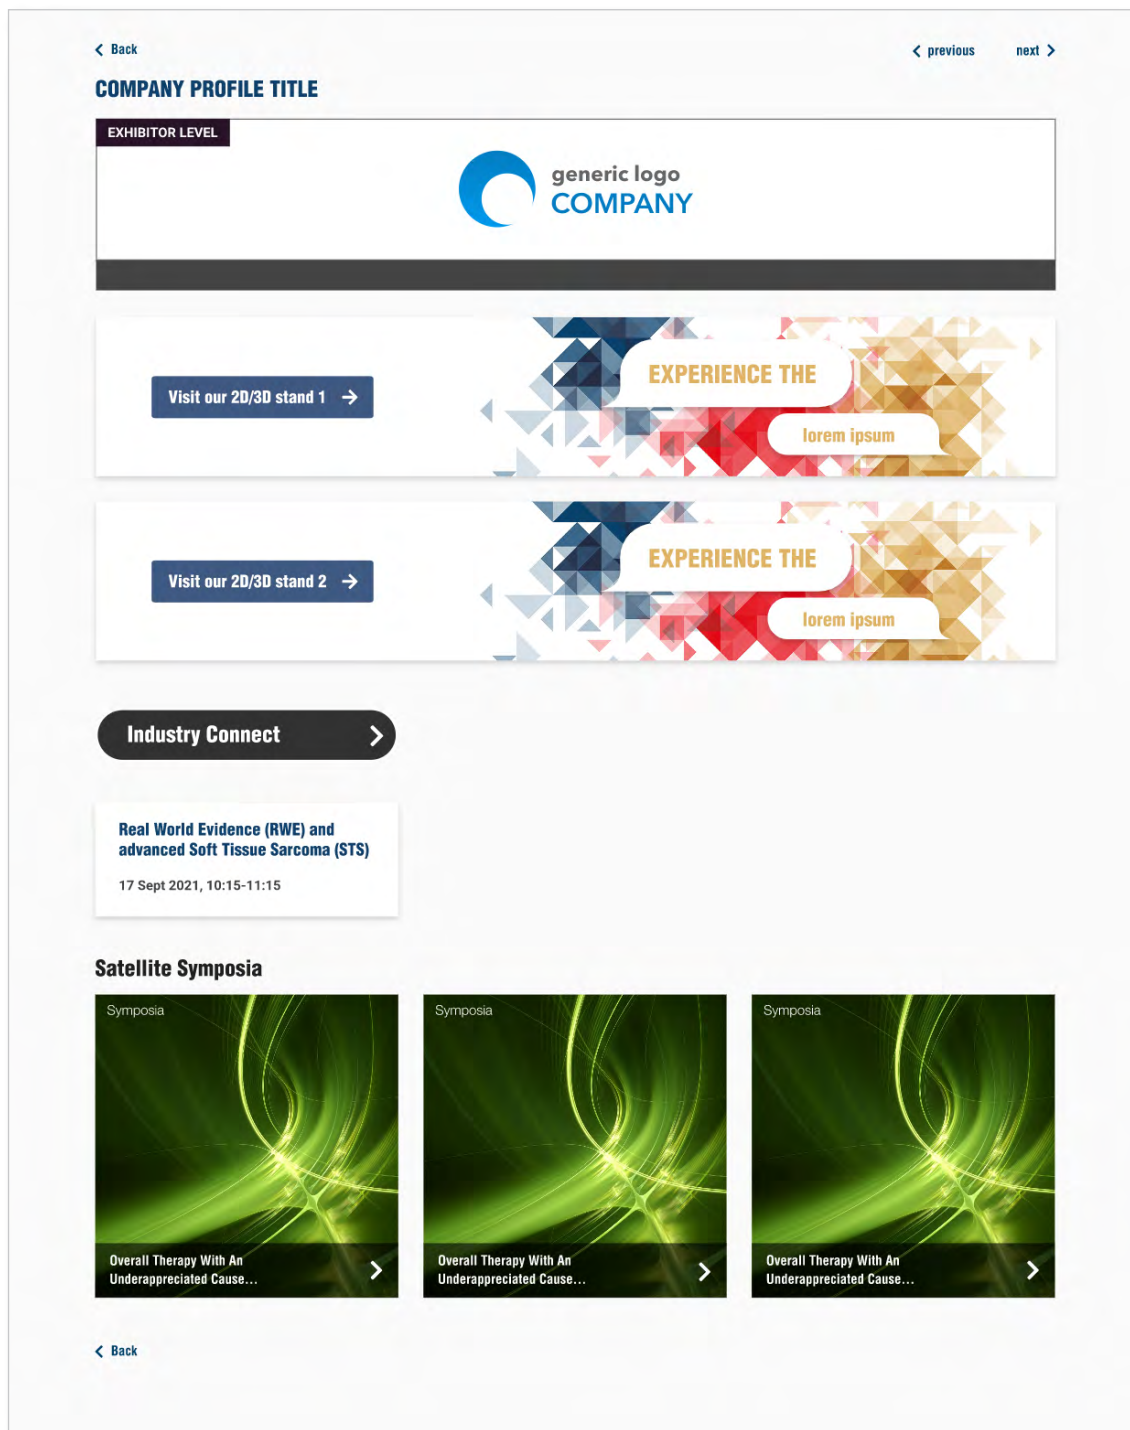 Back
previous
next
COMPANY PROFILE TITLE
EXHIBITOR LEVEL
generic logo
COMPANY
Visit our 2D/3D stand 1
EXPERIENCE THE
lorem ipsum
Visit our 2D/3D stand 2
EXPERIENCE THE
lorem ipsum
Industry Connect
Real World Evidence (RWE) and
advanced Soft Tissue Sarcoma (STS)
17 Sept 2021, 10:15-11:15
Satellite Symposia
Symposia
Overall Therapy With An
Underappreciated Cause...
Symposia
Overall Therapy With An
Underappreciated Cause...
Symposia
Overall Therapy With An
Underappreciated Cause...
Back